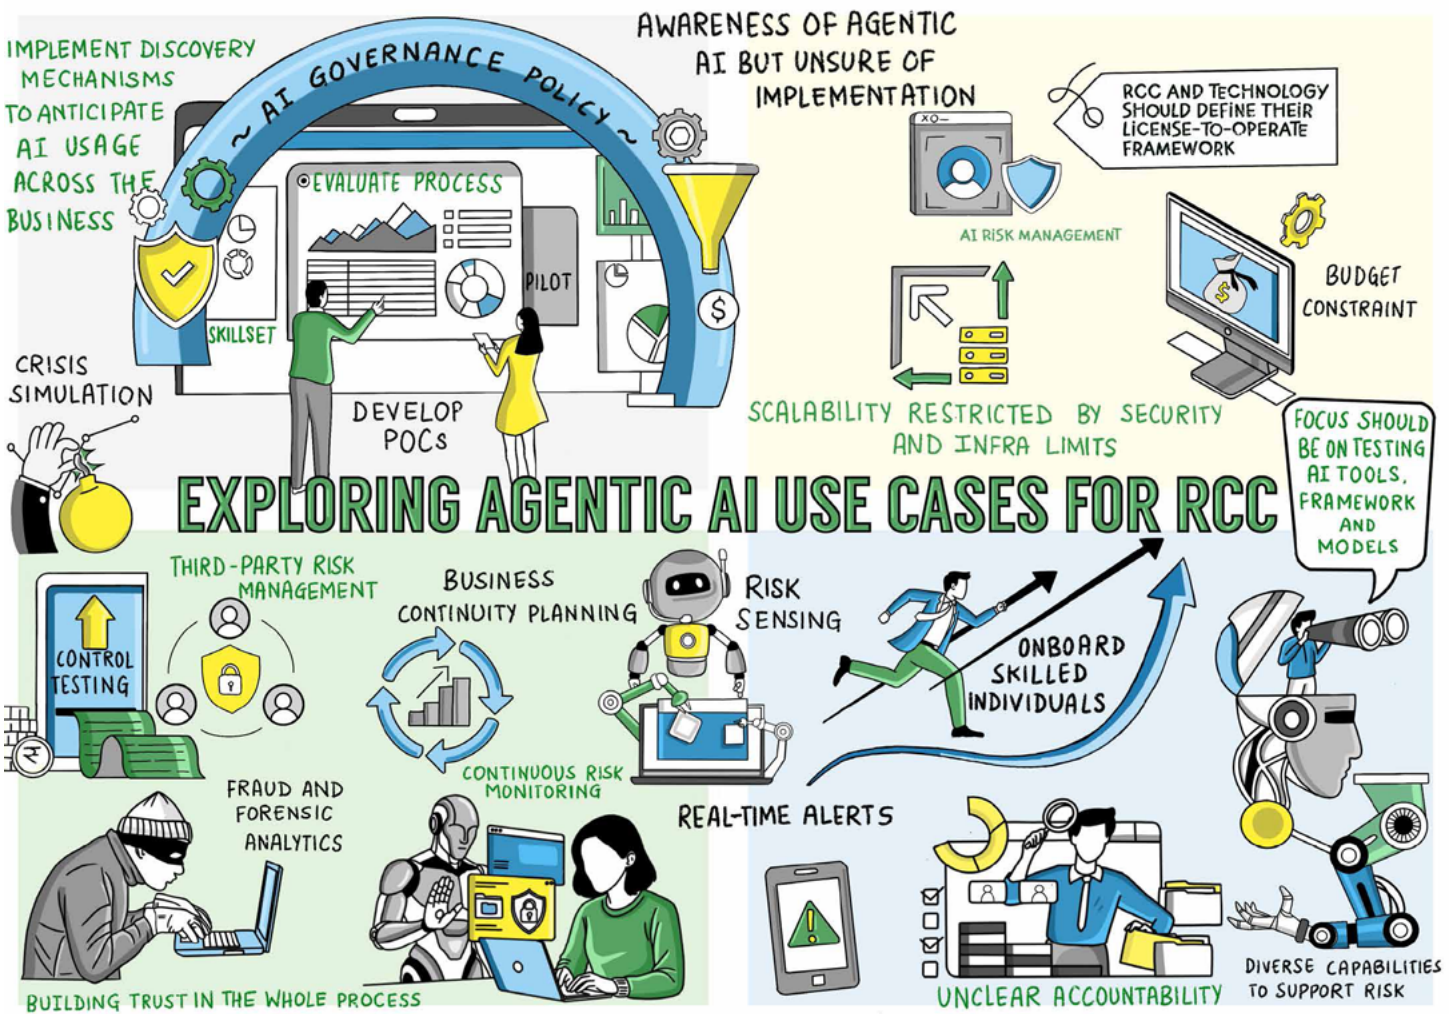 IMPLEMENT DISCOVERY
MECHANISMS
TO ANTICIPATE
AI USAGE
ACROSS THE
BUSINESS
~ AI GOVERNANCE POLICY ~
EVALUATE PROCESS
PILOT
SKILLSET
$
DEVELOP
POCs
CRISIS
SIMULATION
AWARENESS OF AGENTIC
AI BUT UNSURE OF
IMPLEMENTATION
RCC AND TECHNOLOGY
SHOULD DEFINE THEIR
LICENSE-TO-OPERATE
FRAMEWORK
AI RISK MANAGEMENT
$
BUDGET
CONSTRAINT
SCALABILITY RESTRICTED BY SECURITY
AND INFRA LIMITS
FOCUS SHOULD
BE ON TESTING
AI TOOLS,
FRAMEWORK
AND
MODELS
EXPLORING AGENTIC AI USE CASES FOR RCC
THIRD-PARTY RISK
MANAGEMENT
CONTROL
TESTING
₹
BUSINESS
CONTINUITY PLANNING
RISK
SENSING
CONTINUOUS RISK
MONITORING
FRAUD AND
FORENSIC
ANALYTICS
BUILDING TRUST IN THE WHOLE PROCESS
ONBOARD
SKILLED
INDIVIDUALS
REAL-TIME ALERTS
!
UNCLEAR ACCOUNTABILITY
DIVERSE CAPABILITIES
TO SUPPORT RISK